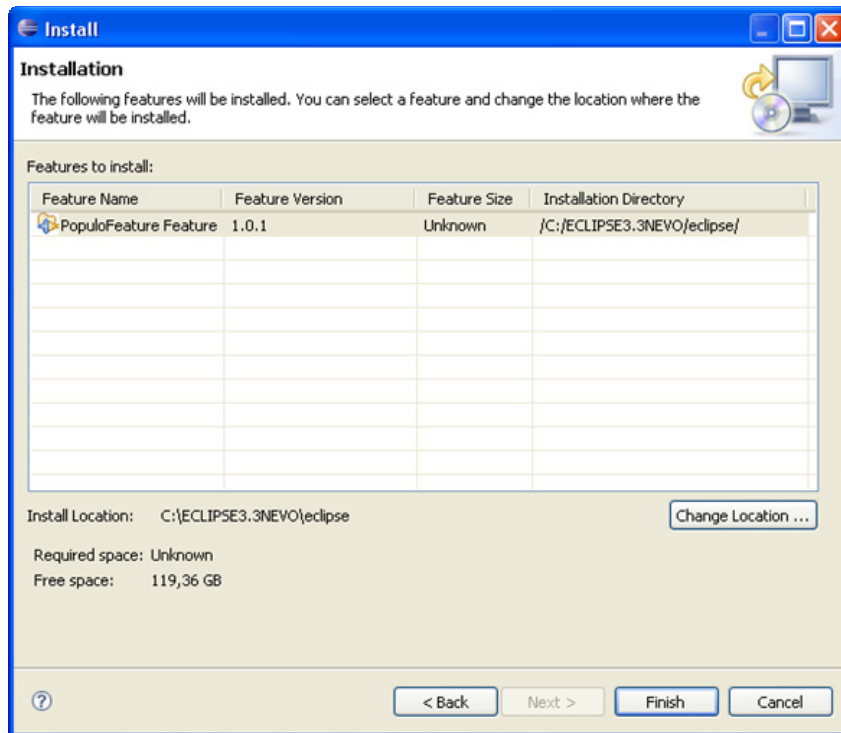 Install
Installation
The following features will be installed. You can select a feature and change the location where the
feature will be installed.
Features to install:
Feature Name Feature Version Feature Size Installation Directory
PopuloFeature Feature 1.0.1 Unknown /C:/ECLIPSE3.3NEVO/eclipse/
Install Location: C:\ECLIPSE3.3NEVO\eclipse Change Location ...
Required space: Unknown
Free space: 119,36 GB
? < Back Next > Finish Cancel